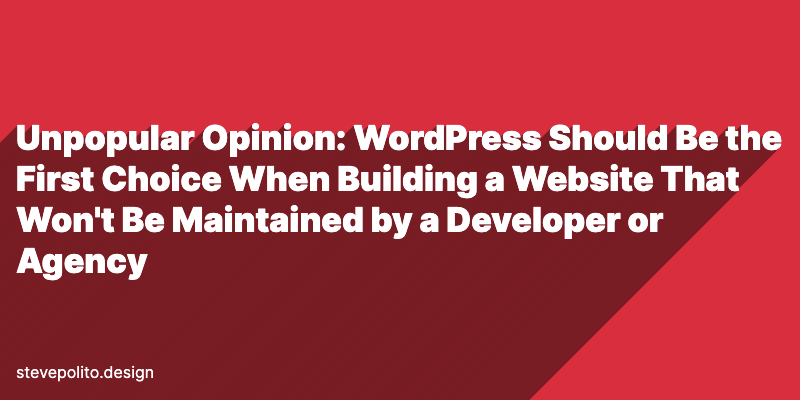 Unpopular Opinion: WordPress Should Be the
First Choice When Building a Website That
Won't Be Maintained by a Developer or
Agency
stevepolito.design